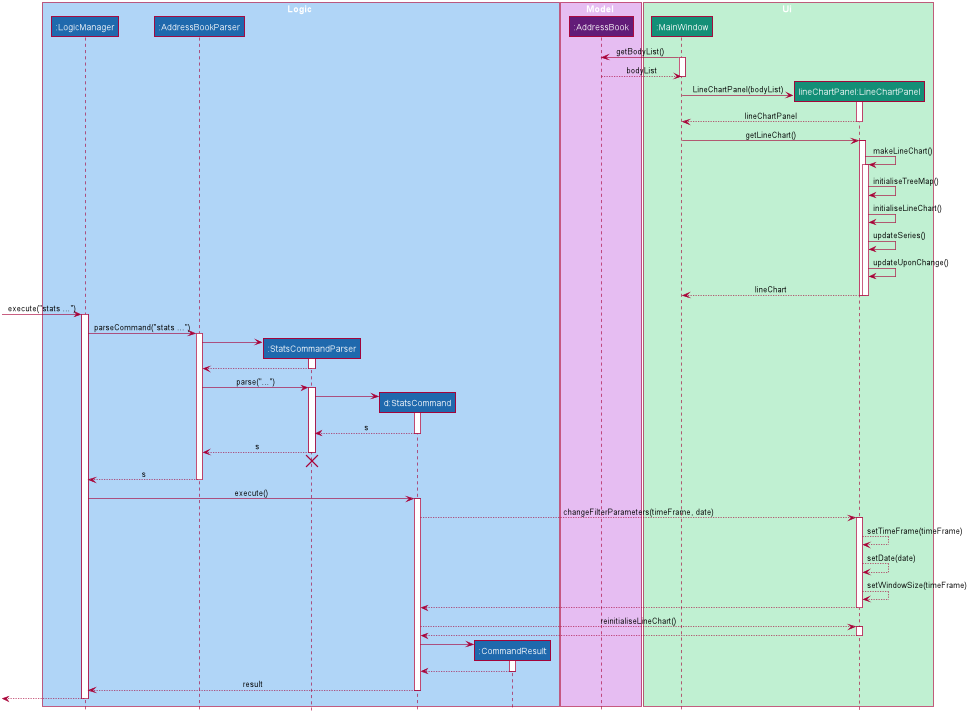 Logic
Model
Ui
:LogicManager
:AddressBookParser
:AddressBook
:MainWindow
getBodyList()
bodyList
LineChartPanel(bodyList)
lineChartPanel:LineChartPanel
lineChartPanel
getLineChart()
makeLineChart()
initialiseTreeMap()
initialiseLineChart()
updateSeries()
updateUponChange()
lineChart
execute("stats ...")
parseCommand("stats ...")
:StatsCommandParser
parse("...")
d:StatsCommand
s
s
s
execute()
changeFilterParameters(timeFrame, date)
setTimeFrame(timeFrame)
setDate(date)
setWindowSize(timeFrame)
reinitialiseLineChart()
:CommandResult
result